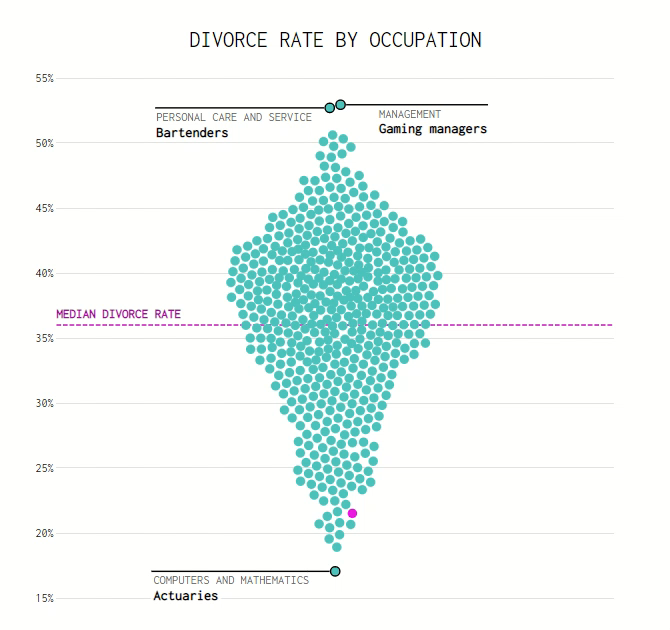 DIVORCE RATE BY OCCUPATION
55%
PERSONAL CARE AND SERVICE
Bartenders
MANAGEMENT
Gaming managers
50%
45%
40%
MEDIAN DIVORCE RATE
35%
30%
25%
20%
COMPUTERS AND MATHEMATICS
Actuaries
15%